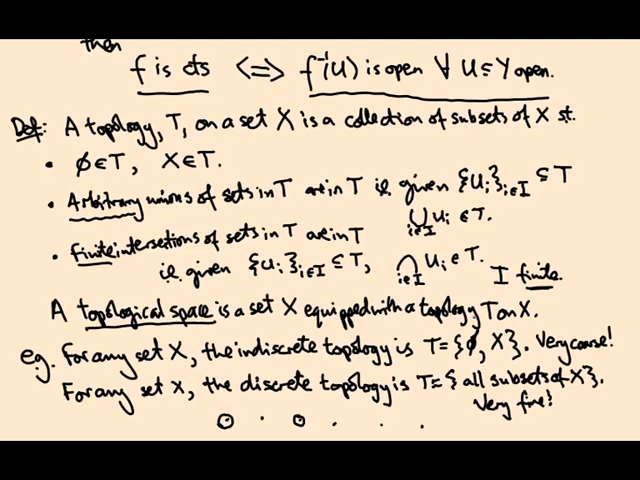 then
f is cts <=> f⁻¹(U) is open ∀ U ⊆ Y open.
Def: A topology, T, on a set X is a collection of subsets of X st.
• ∅ ∈ T, X ∈ T.
• Arbitrary unions of sets in T are in T i.e. given {Uᵢ}ᵢ∈I ⊆ T
⋃ᵢ∈I Uᵢ ∈ T.
• finite intersections of sets in T are in T
i.e. given {Uᵢ}ᵢ∈I ⊆ T, ⋂ᵢ∈I Uᵢ ∈ T. I finite.
A topological space is a set X equipped with a topology T on X.
e.g. For any set X, the indiscrete topology is T = {∅, X}. Very coarse!
For any set X, the discrete topology is T = {all subsets of X}.
Very fine!